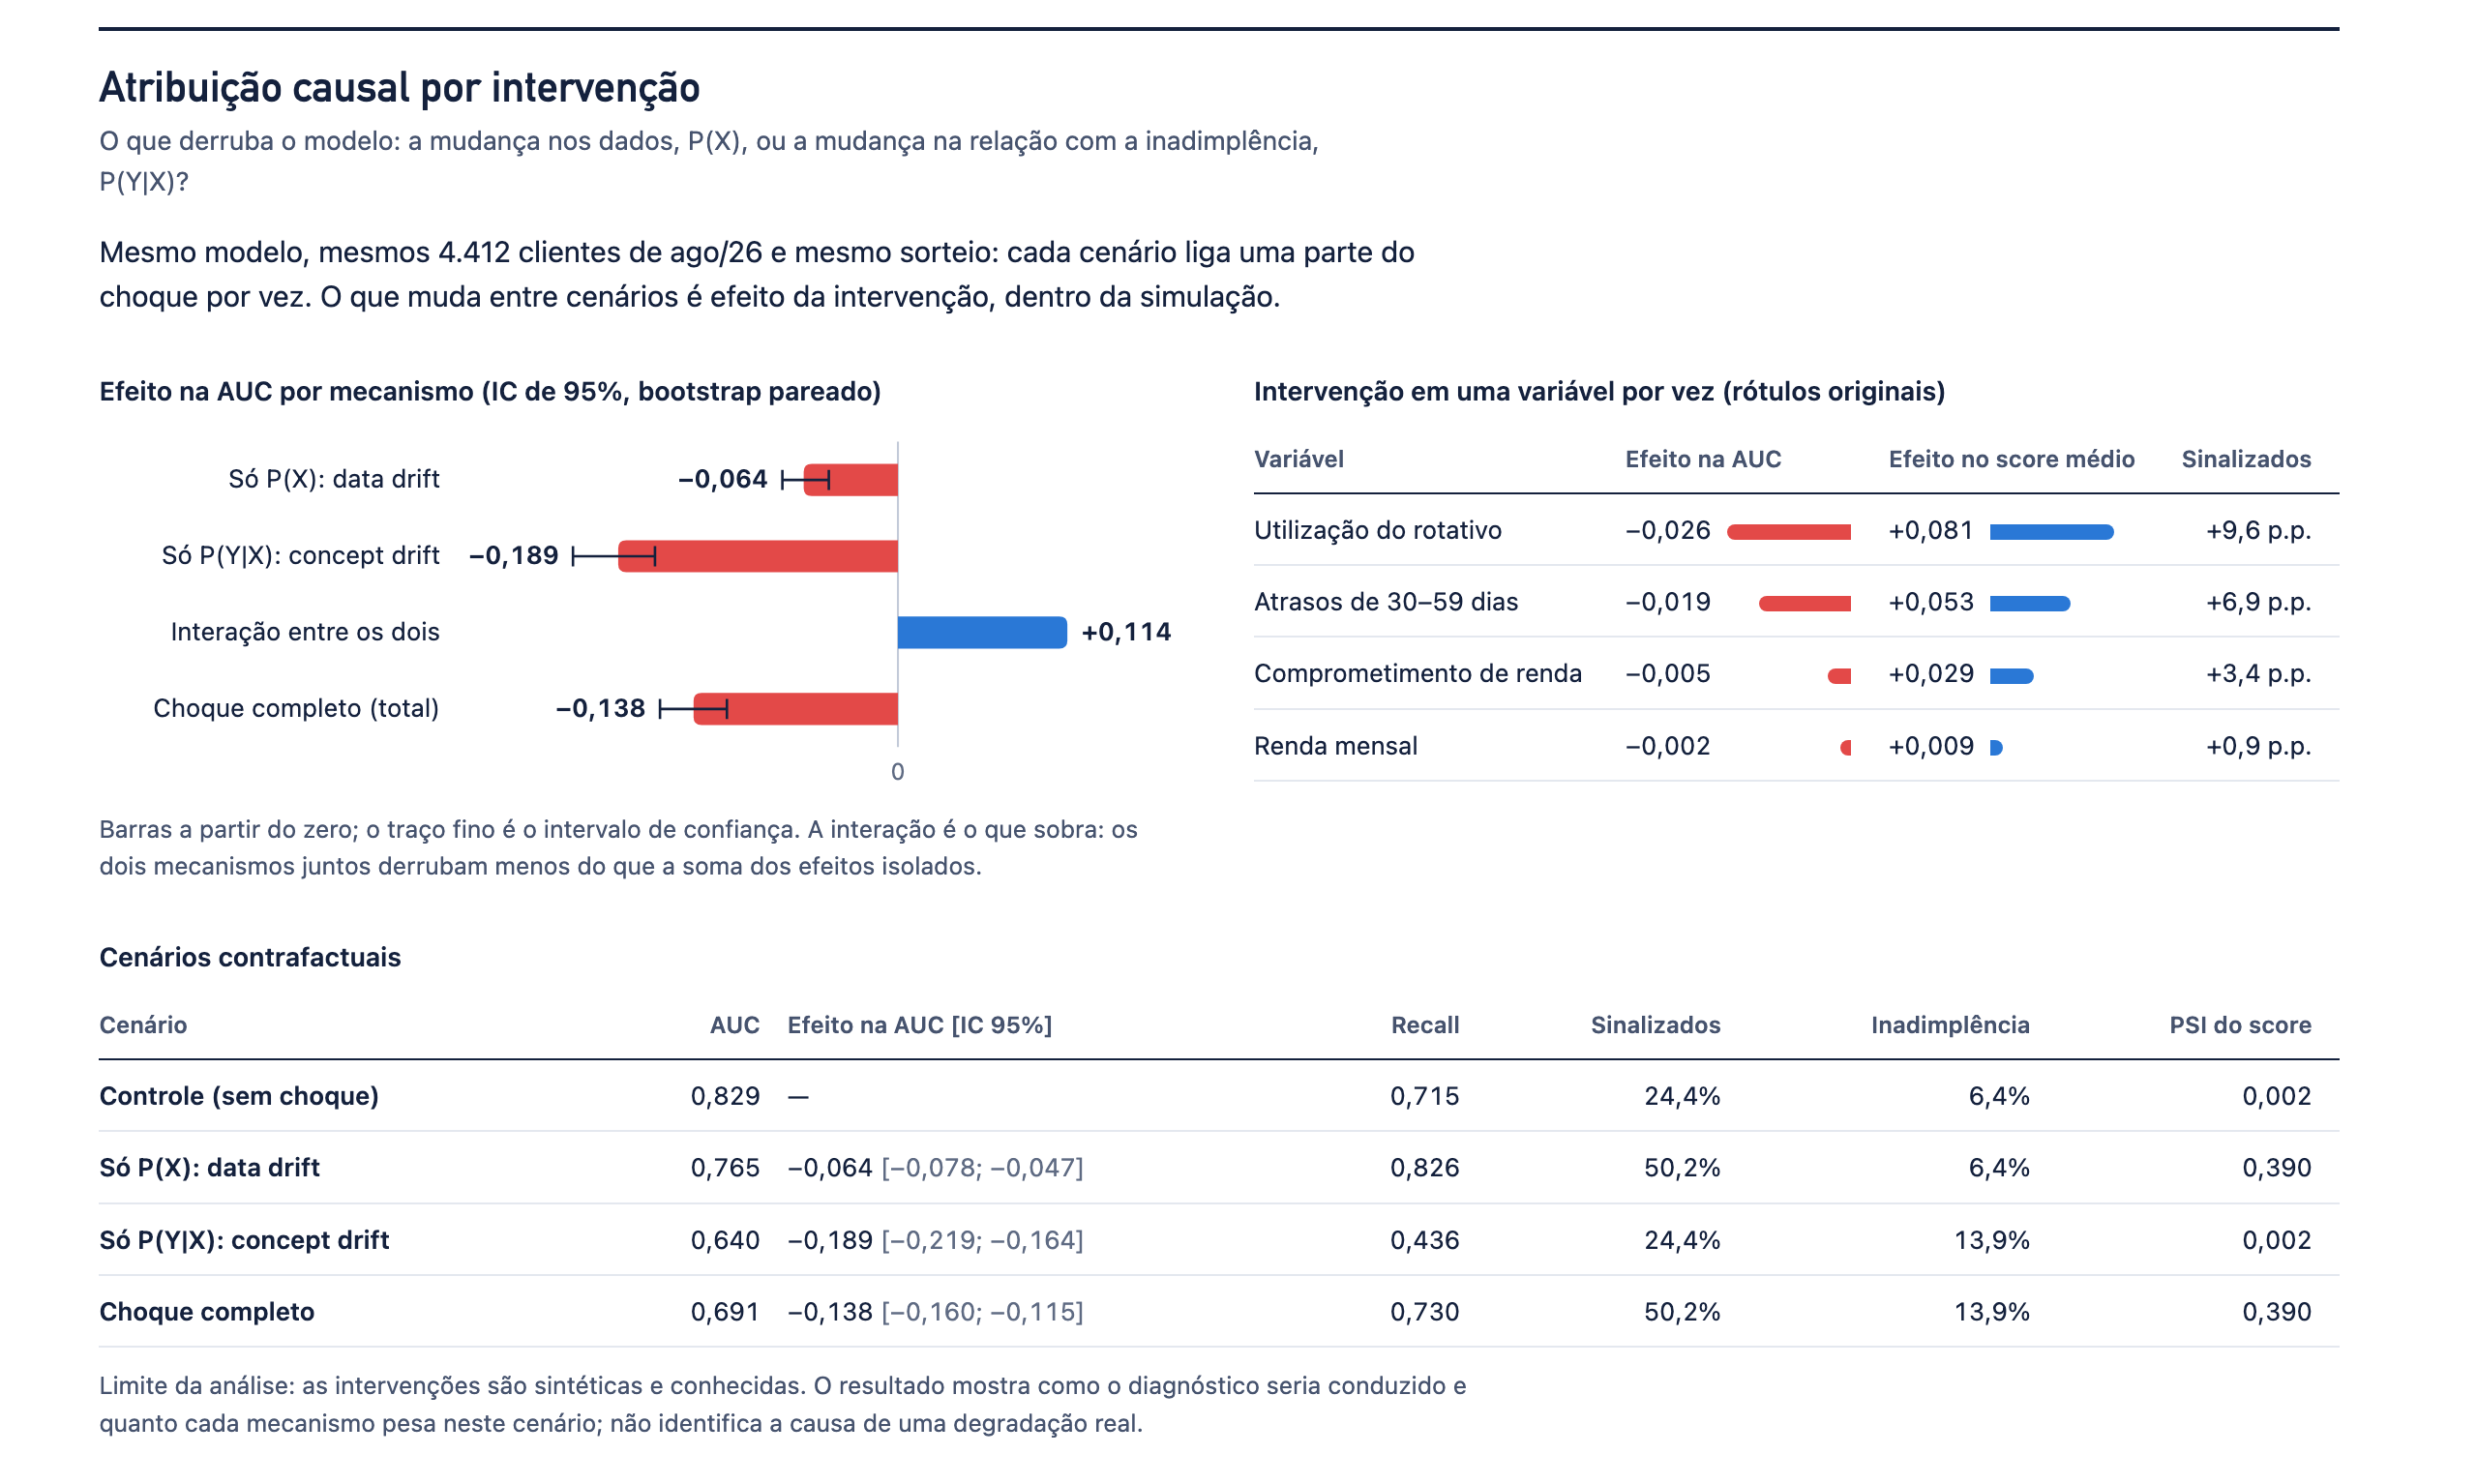 Atribuição causal por intervenção
O que derruba o modelo: a mudança nos dados, P(X), ou a mudança na relação com a inadimplência,
P(Y|X)?
Mesmo modelo, mesmos 4.412 clientes de ago/26 e mesmo sorteio: cada cenário liga uma parte do
choque por vez. O que muda entre cenários é efeito da intervenção, dentro da simulação.
Efeito na AUC por mecanismo (IC de 95%, bootstrap pareado)
Só P(X): data drift −0,064
Só P(Y|X): concept drift −0,189
Interação entre os dois +0,114
Choque completo (total) −0,138
0
Barras a partir do zero; o traço fino é o intervalo de confiança. A interação é o que sobra: os
dois mecanismos juntos derrubam menos do que a soma dos efeitos isolados.
Intervenção em uma variável por vez (rótulos originais)
Variável Efeito na AUC Efeito no score médio Sinalizados
Utilização do rotativo −0,026 +0,081 +9,6 p.p.
Atrasos de 30–59 dias −0,019 +0,053 +6,9 p.p.
Comprometimento de renda −0,005 +0,029 +3,4 p.p.
Renda mensal −0,002 +0,009 +0,9 p.p.
Cenários contrafactuais
Cenário AUC Efeito na AUC [IC 95%] Recall Sinalizados Inadimplência PSI do score
Controle (sem choque) 0,829 — 0,715 24,4% 6,4% 0,002
Só P(X): data drift 0,765 −0,064 [−0,078; −0,047] 0,826 50,2% 6,4% 0,390
Só P(Y|X): concept drift 0,640 −0,189 [−0,219; −0,164] 0,436 24,4% 13,9% 0,002
Choque completo 0,691 −0,138 [−0,160; −0,115] 0,730 50,2% 13,9% 0,390
Limite da análise: as intervenções são sintéticas e conhecidas. O resultado mostra como o diagnóstico seria conduzido e
quanto cada mecanismo pesa neste cenário; não identifica a causa de uma degradação real.